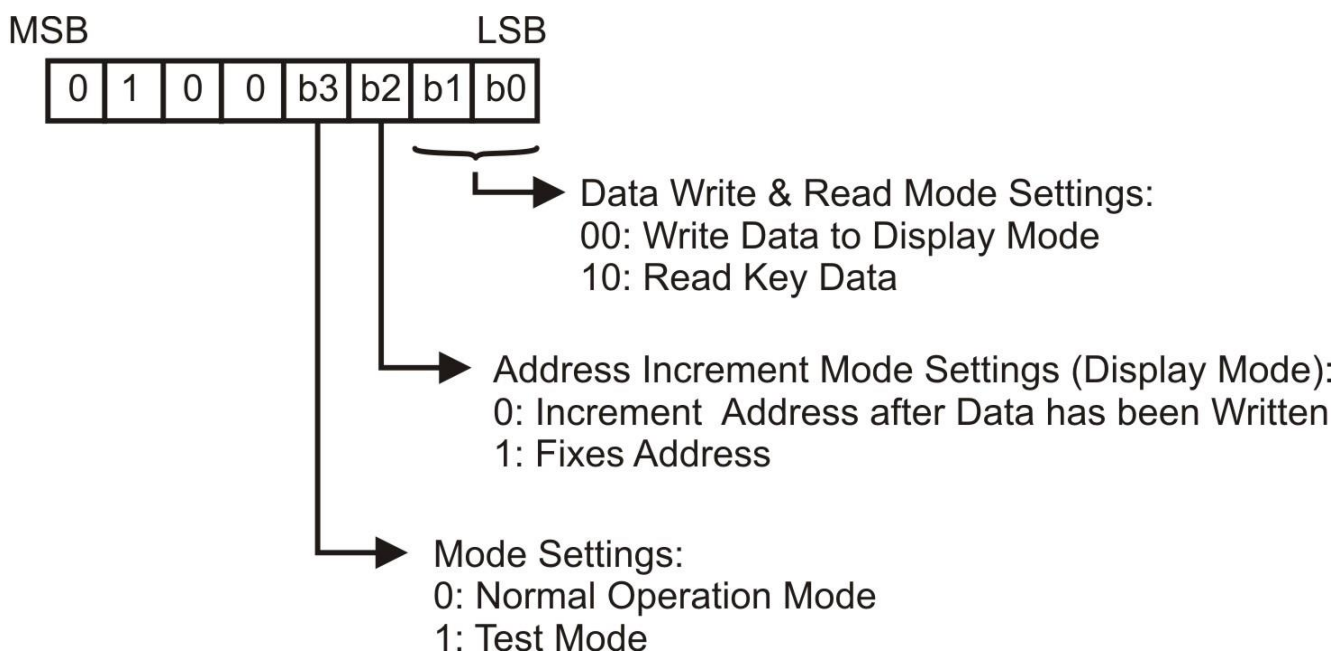 MSB LSB
0 1 0 0 b3 b2 b1 b0
Data Write & Read Mode Settings:
00: Write Data to Display Mode
10: Read Key Data
Address Increment Mode Settings (Display Mode):
0: Increment Address after Data has been Written
1: Fixes Address
Mode Settings:
0: Normal Operation Mode
1: Test Mode